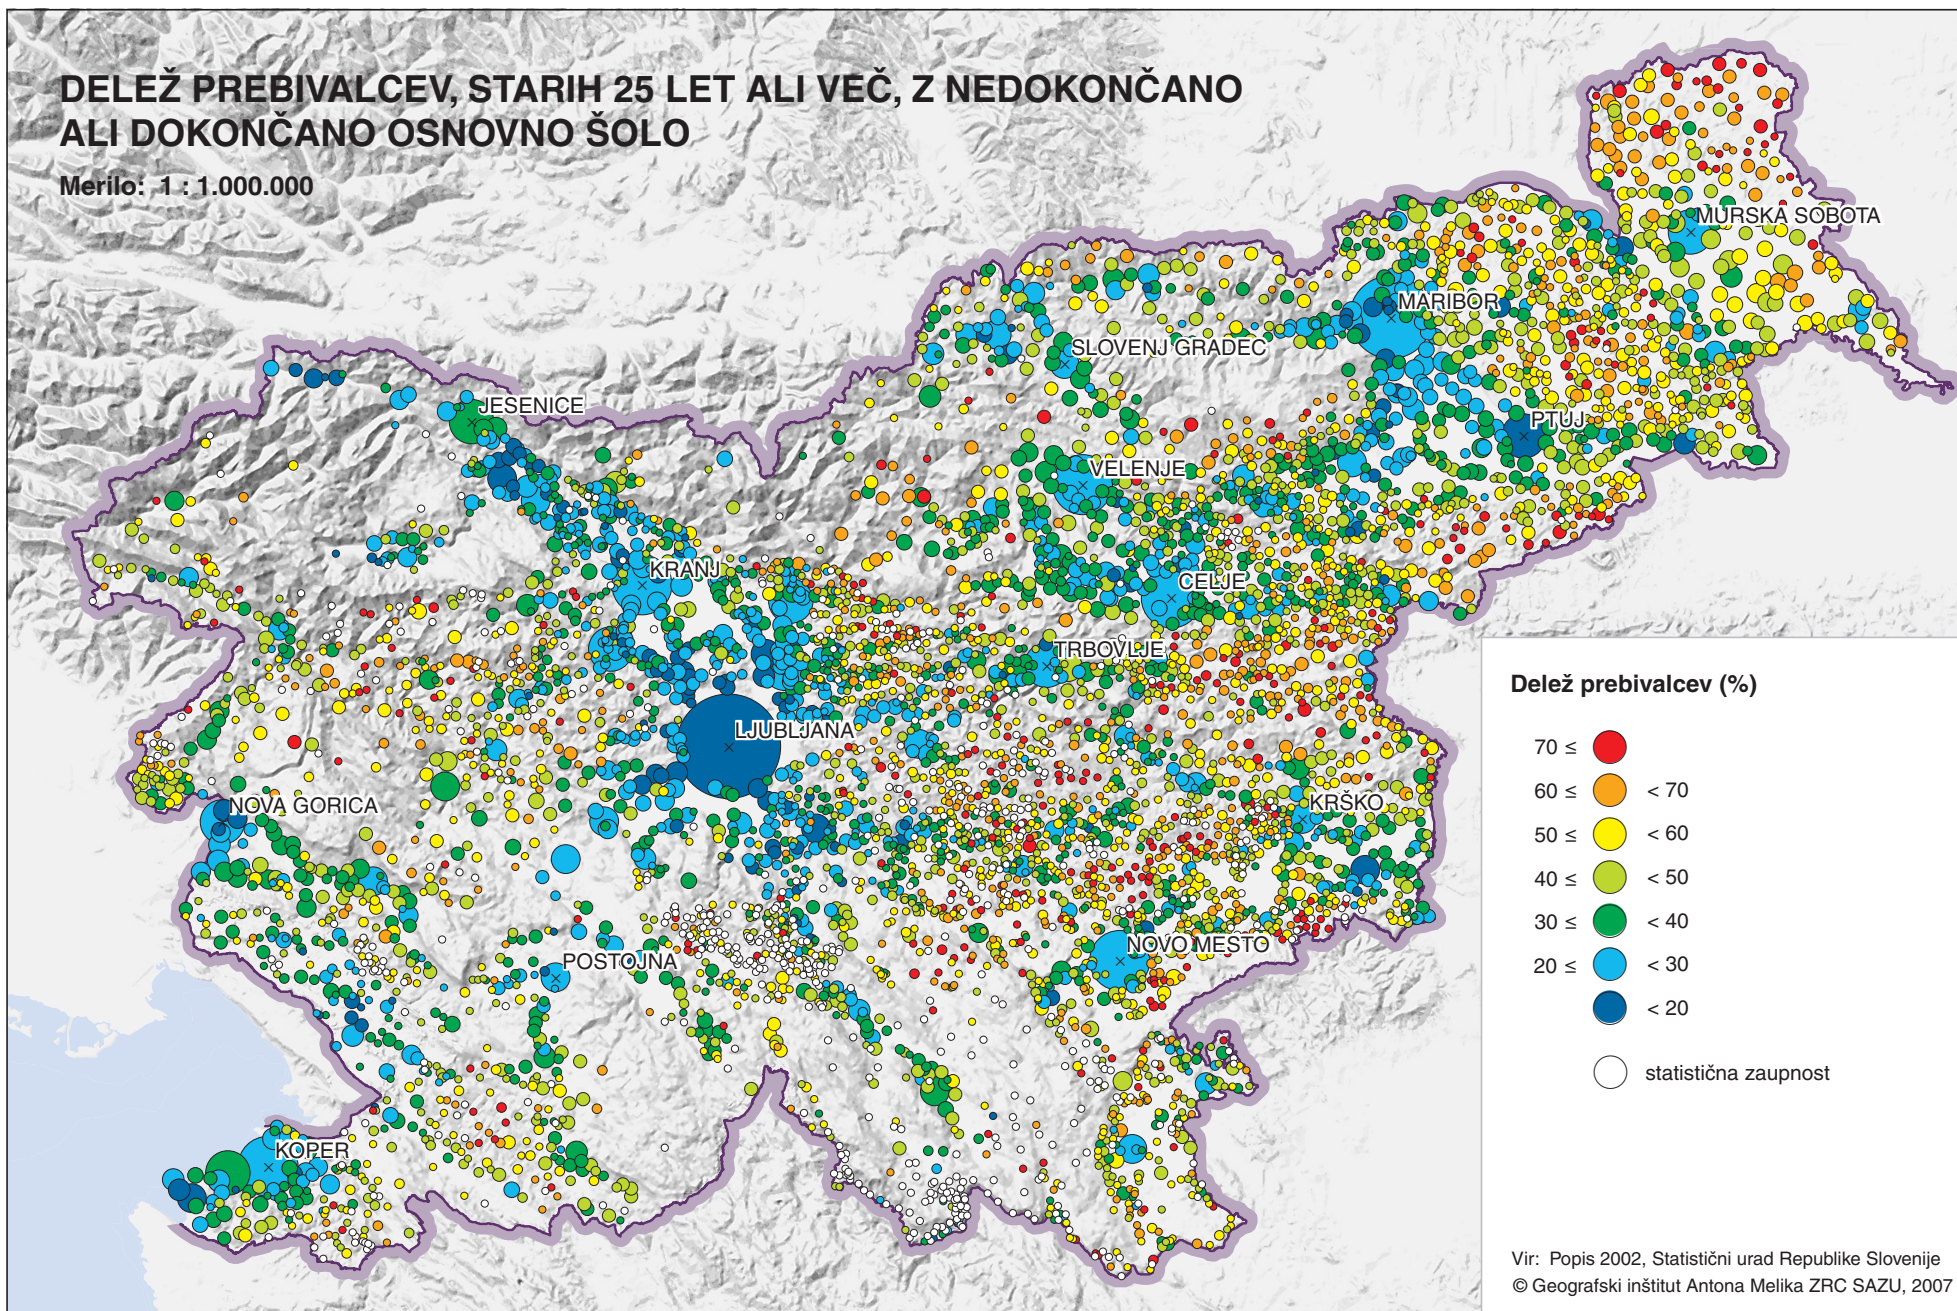 DELEŽ PREBIVALCEV, STARIH 25 LET ALI VEČ, Z NEDOKONČANO
ALI DOKONČANO OSNOVNO ŠOLO
Merilo: 1 : 1.000.000
MURSKA SOBOTA
MARIBOR
SLOVENJ GRADEC
JESENICE
PTUJ
VELENJE
KRANJ
CELJE
TRBOVLJE
LJUBLJANA
NOVA GORICA
KRŠKO
NOVO MESTO
POSTOJNA
KOPER
Delež prebivalcev (%)
70 ≤
60 ≤ < 70
50 ≤ < 60
40 ≤ < 50
30 ≤ < 40
20 ≤ < 30
< 20
statistična zaupnost
Vir: Popis 2002, Statistični urad Republike Slovenije
© Geografski inštitut Antona Melika ZRC SAZU, 2007